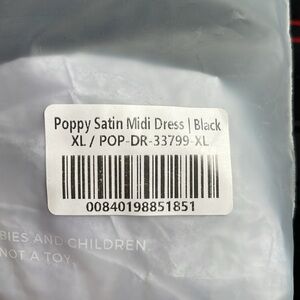 Poppy Satin Midi Dress | Black
XL / POP-DR-33799-XL
00840198851851
BIES AND CHILDREN
NOT A TOY.